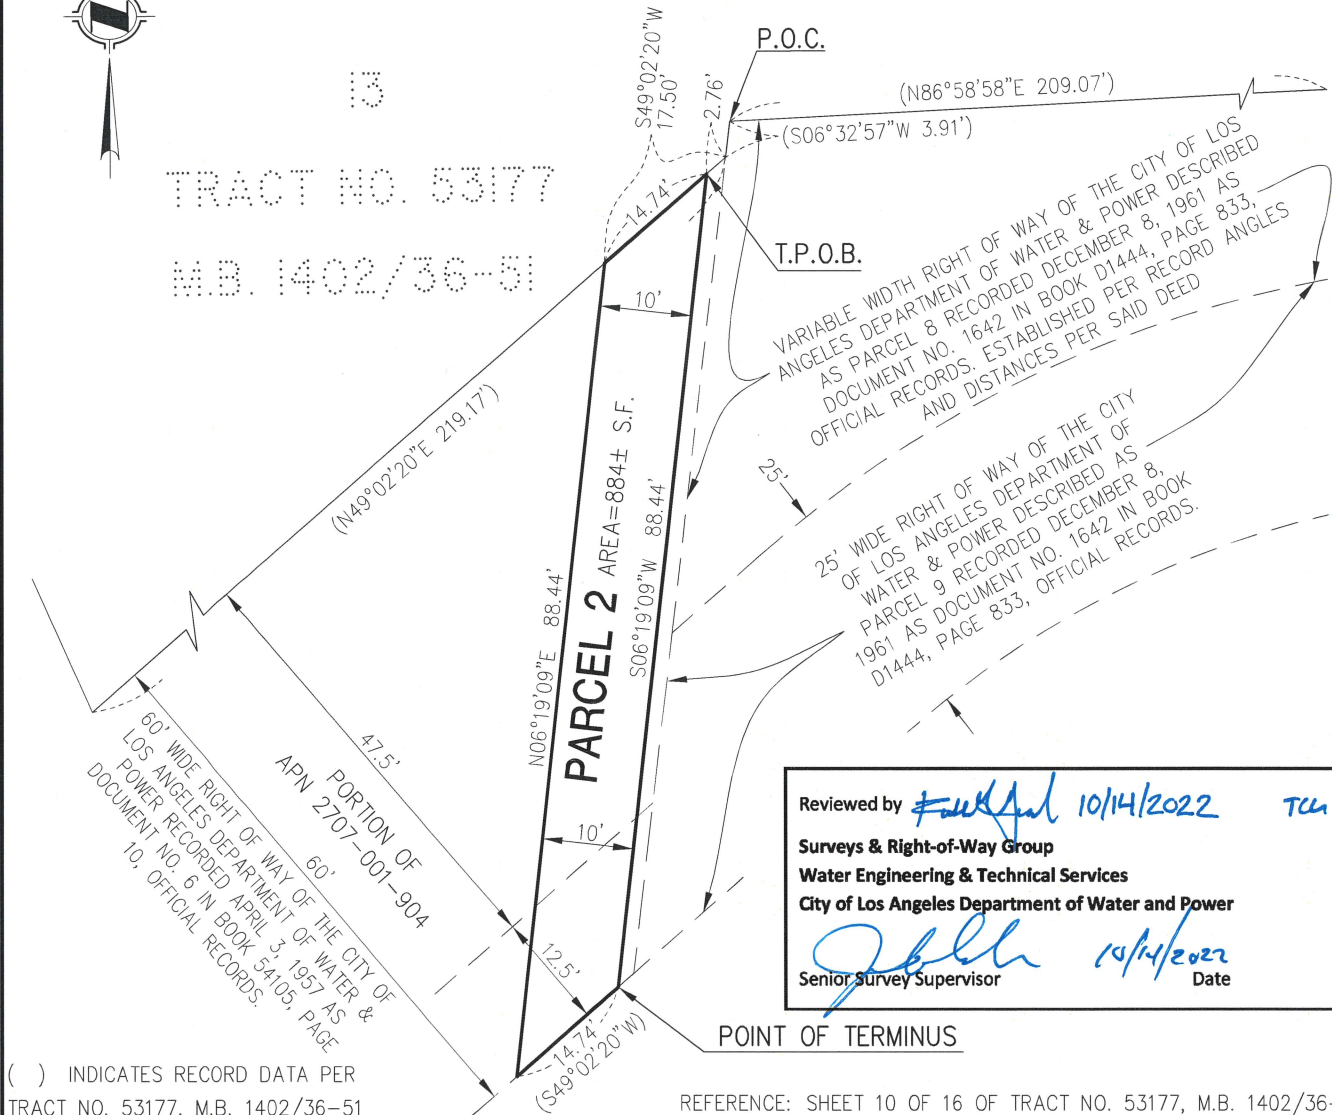 13
TRACT NO. 53177
M.B. 1402/36-51
S49°02'20"W
17.50'
2.76'
P.O.C.
(N86°58'58"E 209.07')
(S06°32'57"W 3.91')
14.74'
T.P.O.B.
10'
VARIABLE WIDTH RIGHT OF WAY OF THE CITY OF LOS
ANGELES DEPARTMENT OF WATER & POWER DESCRIBED
AS PARCEL 8 RECORDED DECEMBER 8, 1961 AS
DOCUMENT NO. 1642 IN BOOK D1444, PAGE 833,
OFFICIAL RECORDS. ESTABLISHED PER RECORD ANGLES
AND DISTANCES PER SAID DEED
(N49°02'20"E 219.17')
25'
25' WIDE RIGHT OF WAY OF THE CITY
OF LOS ANGELES DEPARTMENT OF
WATER & POWER DESCRIBED AS
PARCEL 9 RECORDED DECEMBER 8,
1961 AS DOCUMENT NO. 1642 IN BOOK
D1444, PAGE 833, OFFICIAL RECORDS.
N06°19'09"E 88.44'
PARCEL 2 AREA=884± S.F.
S06°19'09"W 88.44'
47.5'
PORTION OF
APN 2707-001-904
60'
60' WIDE RIGHT OF WAY OF THE CITY OF
LOS ANGELES DEPARTMENT OF WATER &
POWER RECORDED APRIL 3, 1957 AS
DOCUMENT NO. 6 IN BOOK 54105, PAGE
10, OFFICIAL RECORDS.
10'
12.5'
14.74'
(S49°02'20"W)
POINT OF TERMINUS
Reviewed by 10/14/2022
Surveys & Right-of-Way Group
Water Engineering & Technical Services
City of Los Angeles Department of Water and Power
10/14/2022
Senior Survey Supervisor Date
( ) INDICATES RECORD DATA PER
TRACT NO. 53177, M.B. 1402/36-51
REFERENCE: SHEET 10 OF 16 OF TRACT NO. 53177, M.B. 1402/36-